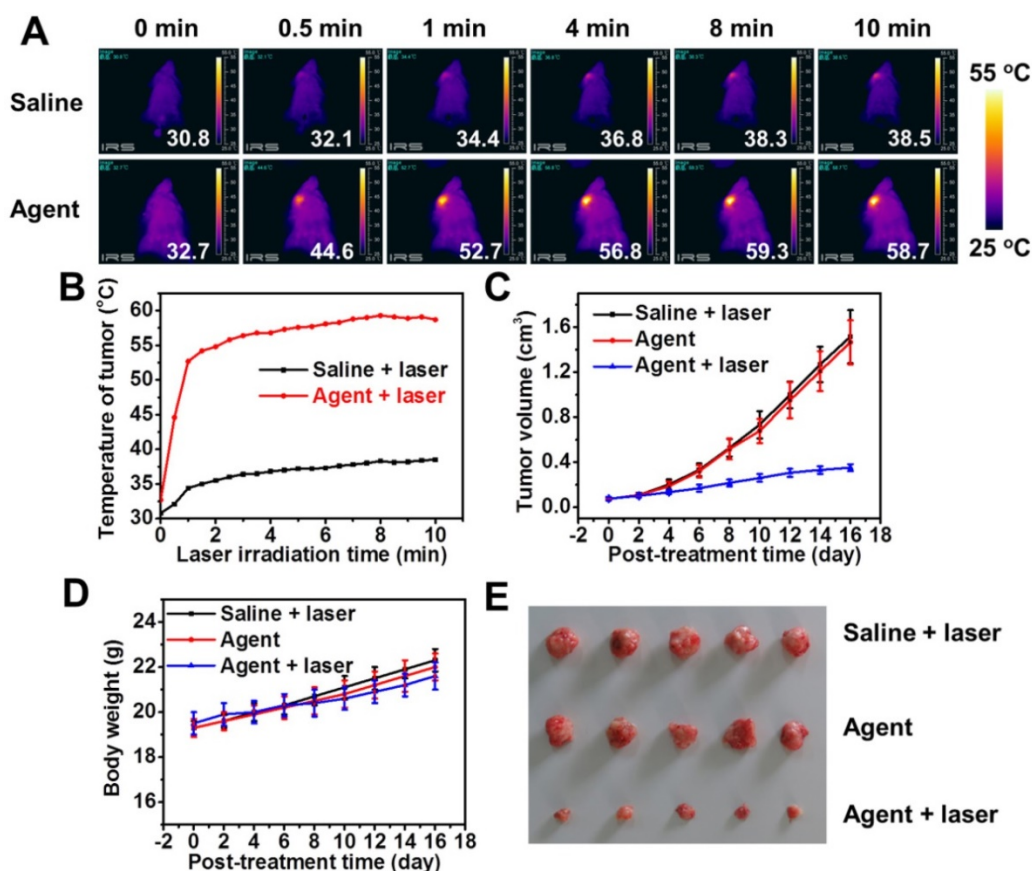 A
0 min 0.5 min 1 min 4 min 8 min 10 min
Saline
30.8 32.1 34.4 36.8 38.3 38.5
IRS
Agent
32.7 44.6 52.7 56.8 59.3 58.7
IRS
55 °C
25 °C
B
Temperature of tumor (°C)
60
55
50
45
40
35
30
Saline + laser
Agent + laser
0 2 4 6 8 10
Laser irradiation time (min)
C
Tumor volume (cm³)
1.6
1.2
0.8
0.4
0.0
Saline + laser
Agent
Agent + laser
-2 0 2 4 6 8 10 12 14 16 18
Post-treatment time (day)
D
Body weight (g)
24
22
20
18
16
Saline + laser
Agent
Agent + laser
0 2 4 6 8 10 12 14 16 18
Post-treatment time (day)
E
Saline + laser
Agent
Agent + laser